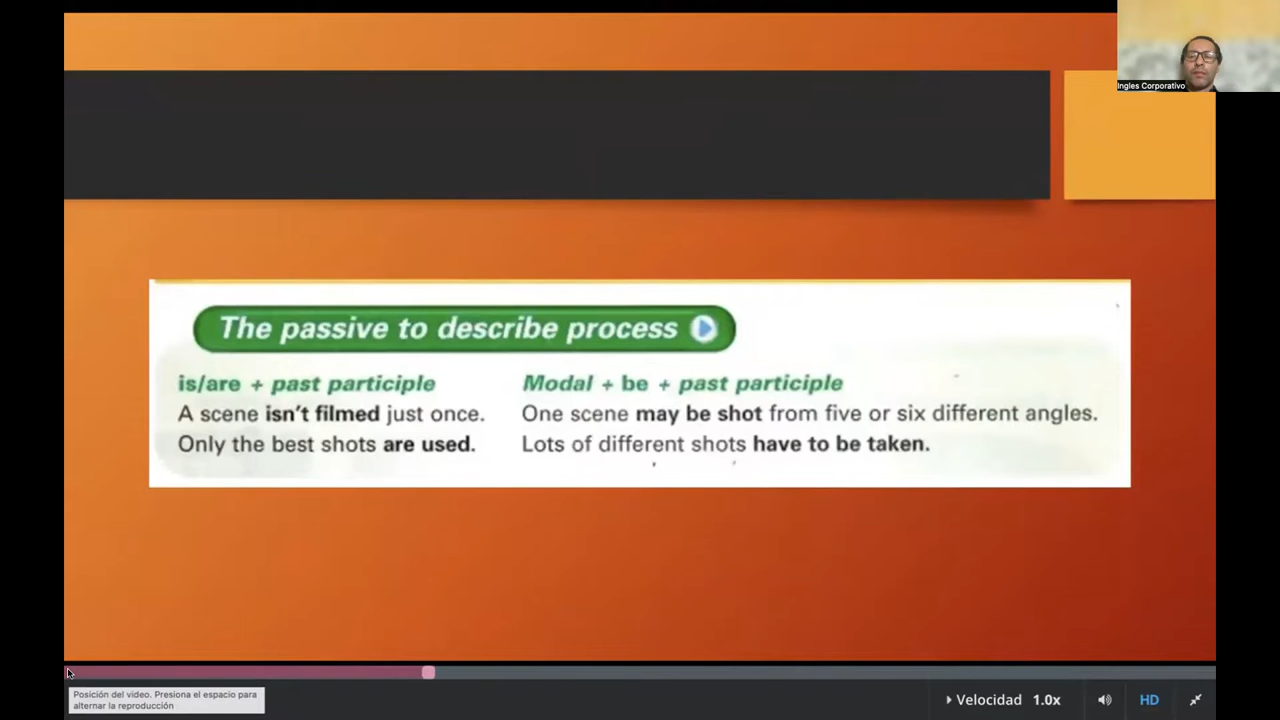 Ingles Corporativo
The passive to describe process
is/are + past participle
A scene isn't filmed just once.
Only the best shots are used.
Modal + be + past participle
One scene may be shot from five or six different angles.
Lots of different shots have to be taken.
Posición del video. Presiona el espacio para
alternar la reproducción
Velocidad 1.0x
HD